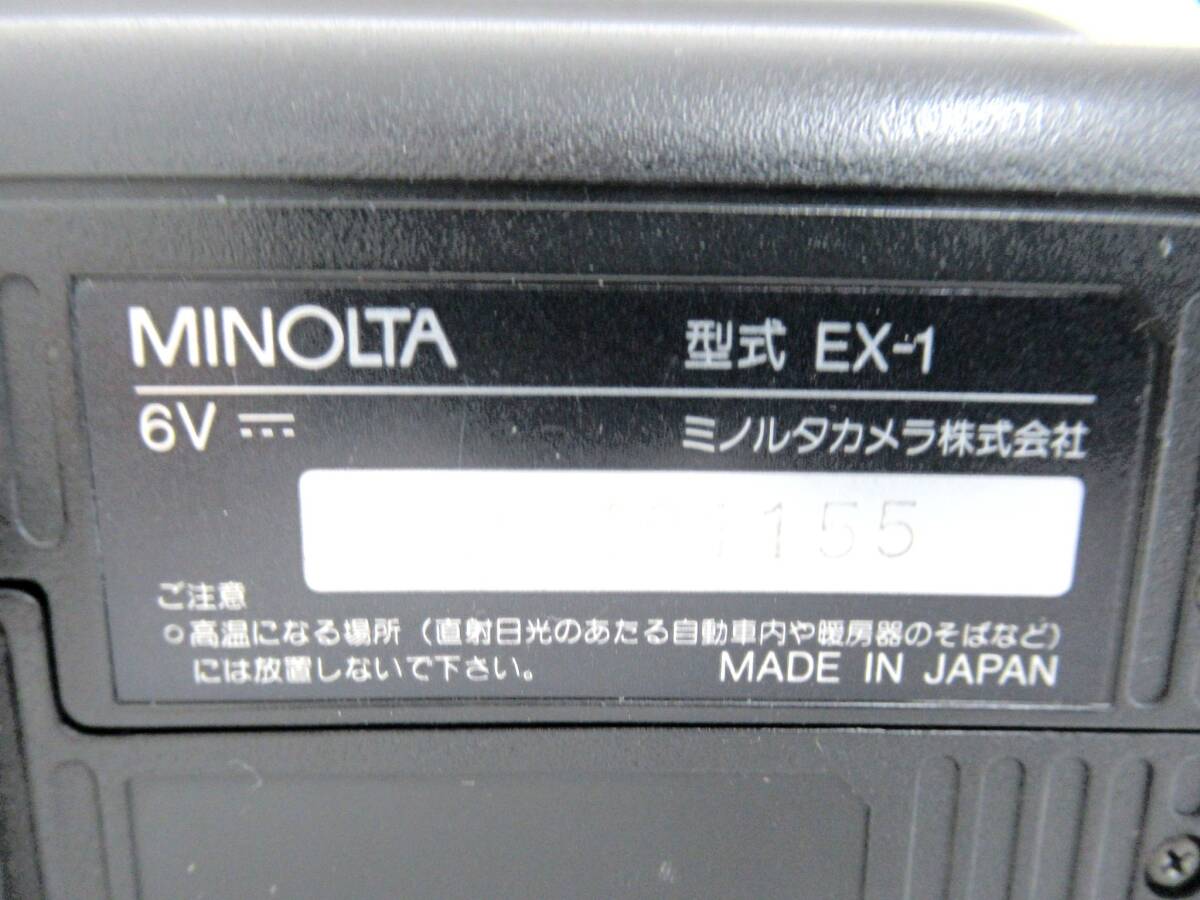 MINOLTA 型式 EX-1
6V ミノルタカメラ株式会社
1155
ご注意
○高温になる場所(直射日光のあたる自動車内や暖房器のそばなど)
には放置しないで下さい。
MADE IN JAPAN